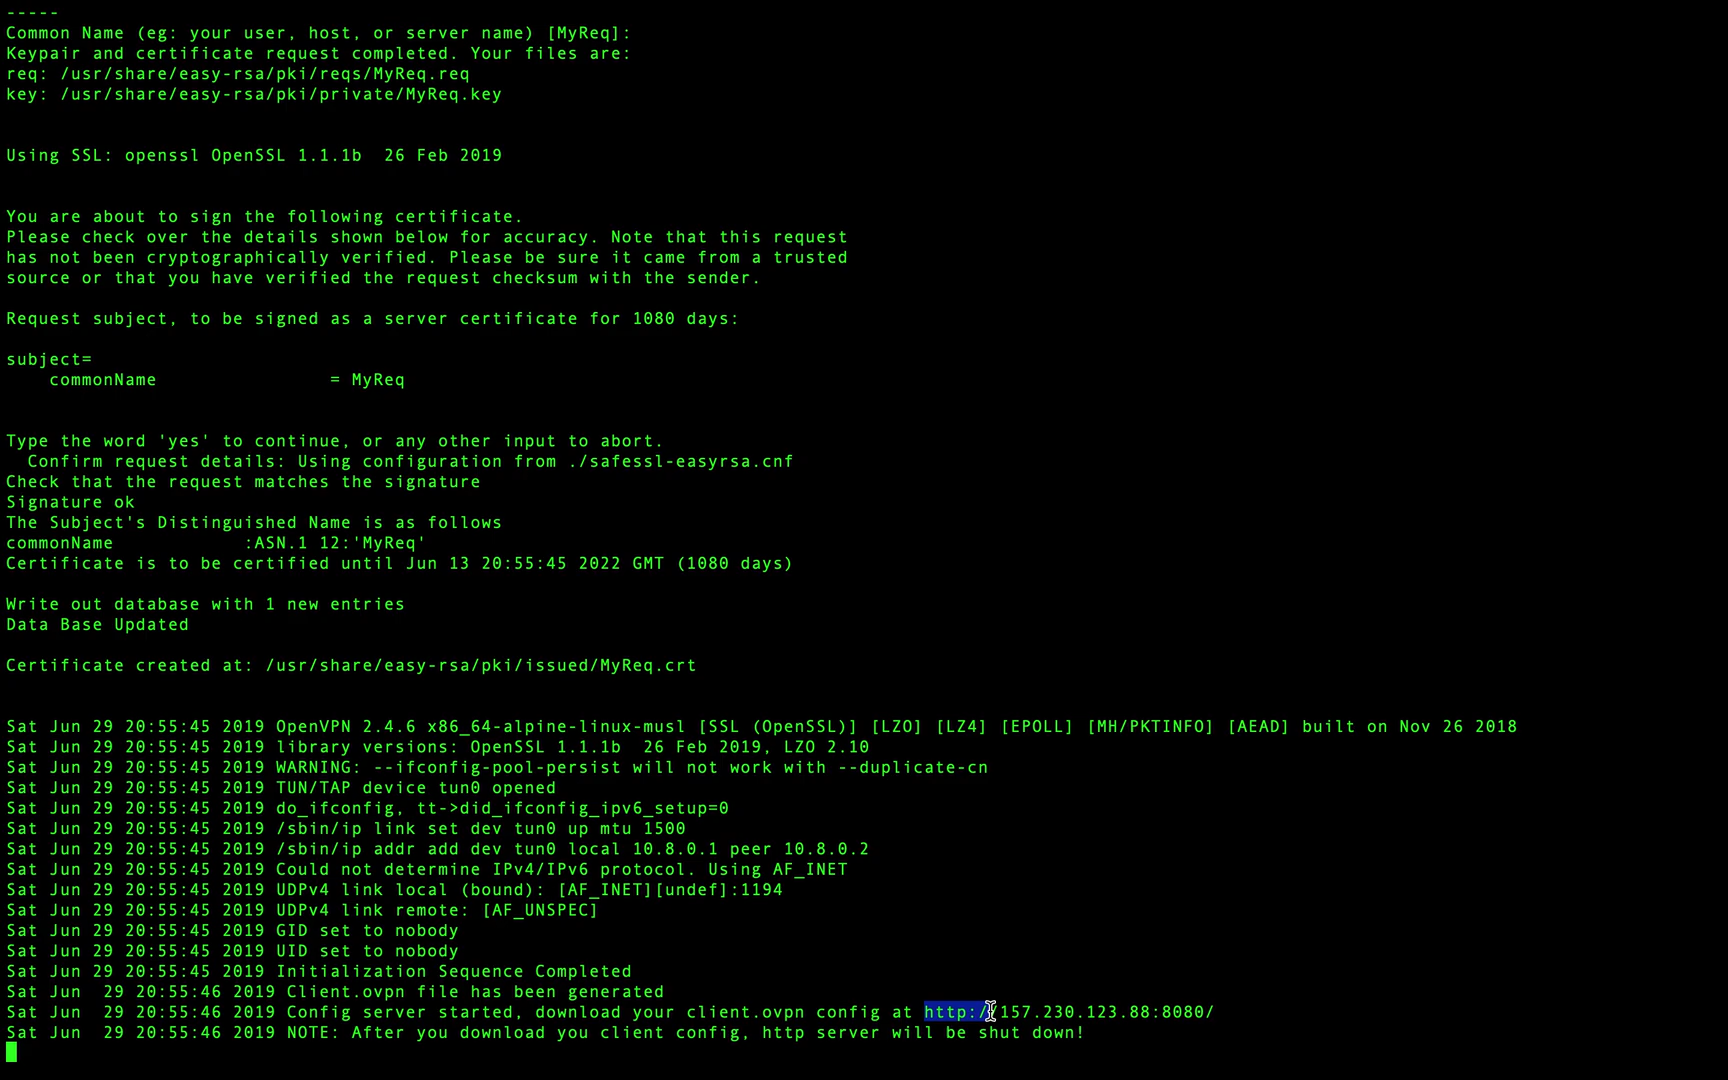 -----
Common Name (eg: your user, host, or server name) [MyReq]:
Keypair and certificate request completed. Your files are:
req: /usr/share/easy-rsa/pki/reqs/MyReq.req
key: /usr/share/easy-rsa/pki/private/MyReq.key
Using SSL: openssl OpenSSL 1.1.1b  26 Feb 2019
You are about to sign the following certificate.
Please check over the details shown below for accuracy. Note that this request
has not been cryptographically verified. Please be sure it came from a trusted
source or that you have verified the request checksum with the sender.
Request subject, to be signed as a server certificate for 1080 days:
subject=
    commonName                = MyReq
Type the word 'yes' to continue, or any other input to abort.
  Confirm request details: Using configuration from ./safessl-easyrsa.cnf
Check that the request matches the signature
Signature ok
The Subject's Distinguished Name is as follows
commonName            :ASN.1 12:'MyReq'
Certificate is to be certified until Jun 13 20:55:45 2022 GMT (1080 days)
Write out database with 1 new entries
Data Base Updated
Certificate created at: /usr/share/easy-rsa/pki/issued/MyReq.crt
Sat Jun 29 20:55:45 2019 OpenVPN 2.4.6 x86_64-alpine-linux-musl [SSL (OpenSSL)] [LZO] [LZ4] [EPOLL] [MH/PKTINFO] [AEAD] built on Nov 26 2018
Sat Jun 29 20:55:45 2019 library versions: OpenSSL 1.1.1b  26 Feb 2019, LZO 2.10
Sat Jun 29 20:55:45 2019 WARNING: --ifconfig-pool-persist will not work with --duplicate-cn
Sat Jun 29 20:55:45 2019 TUN/TAP device tun0 opened
Sat Jun 29 20:55:45 2019 do_ifconfig, tt->did_ifconfig_ipv6_setup=0
Sat Jun 29 20:55:45 2019 /sbin/ip link set dev tun0 up mtu 1500
Sat Jun 29 20:55:45 2019 /sbin/ip addr add dev tun0 local 10.8.0.1 peer 10.8.0.2
Sat Jun 29 20:55:45 2019 Could not determine IPv4/IPv6 protocol. Using AF_INET
Sat Jun 29 20:55:45 2019 UDPv4 link local (bound): [AF_INET][undef]:1194
Sat Jun 29 20:55:45 2019 UDPv4 link remote: [AF_UNSPEC]
Sat Jun 29 20:55:45 2019 GID set to nobody
Sat Jun 29 20:55:45 2019 UID set to nobody
Sat Jun 29 20:55:45 2019 Initialization Sequence Completed
Sat Jun  29 20:55:46 2019 Client.ovpn file has been generated
Sat Jun  29 20:55:46 2019 Config server started, download your client.ovpn config at http://157.230.123.88:8080/
Sat Jun  29 20:55:46 2019 NOTE: After you download you client config, http server will be shut down!